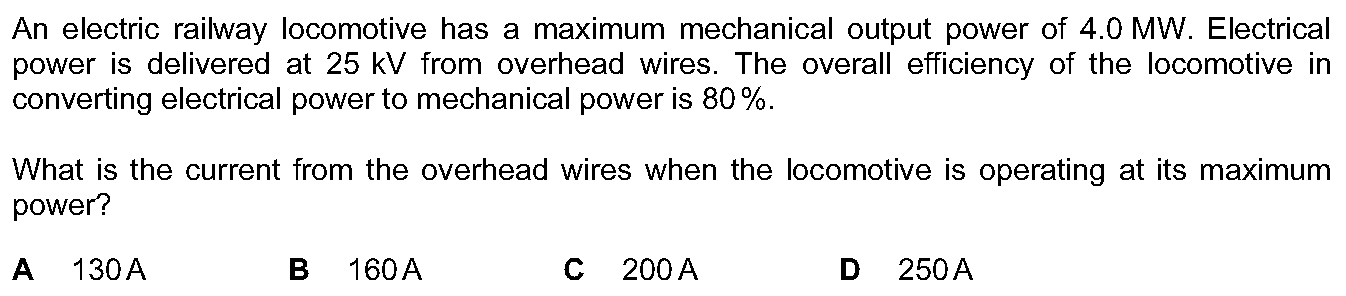 An electric railway locomotive has a maximum mechanical output power of 4.0 MW. Electrical
power is delivered at 25 kV from overhead wires. The overall efficiency of the locomotive in
converting electrical power to mechanical power is 80%.
What is the current from the overhead wires when the locomotive is operating at its maximum
power?
A 130 A B 160 A C 200 A D 250 A